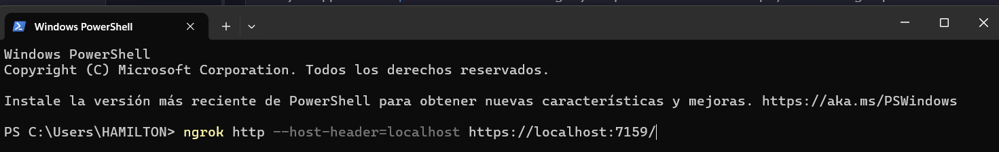 Windows PowerShell
Windows PowerShell
Copyright (C) Microsoft Corporation. Todos los derechos reservados.
Instale la versión más reciente de PowerShell para obtener nuevas características y mejoras. https://aka.ms/PSWindows
PS C:\Users\HAMILTON> ngrok http --host-header=localhost https://localhost:7159/